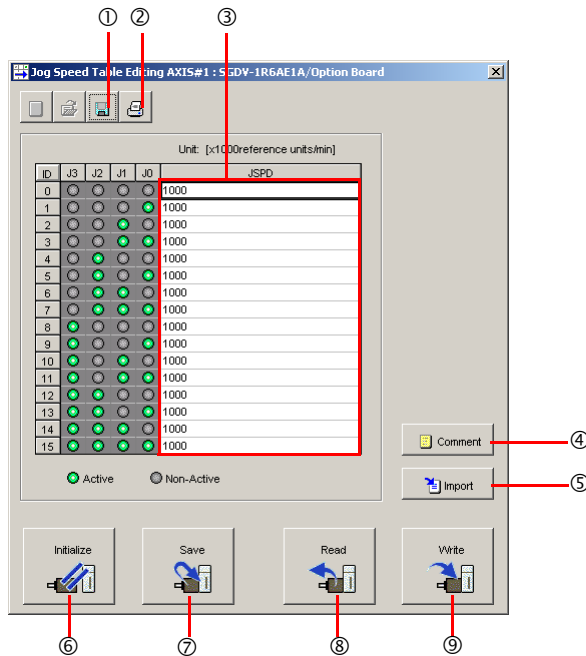 ① ② ③
Jog Speed Table Editing AXIS#1 : SGDV-1R6AE1A/Option Board
Unit: [x1000reference units/min]
ID J3 J2 J1 J0 JSPD
0 1000
1 1000
2 1000
3 1000
4 1000
5 1000
6 1000
7 1000
8 1000
9 1000
10 1000
11 1000
12 1000
13 1000
14 1000
15 1000
Comment ④
Active Non-Active
Import ⑤
Initialize Save Read Write
⑥ ⑦ ⑧ ⑨